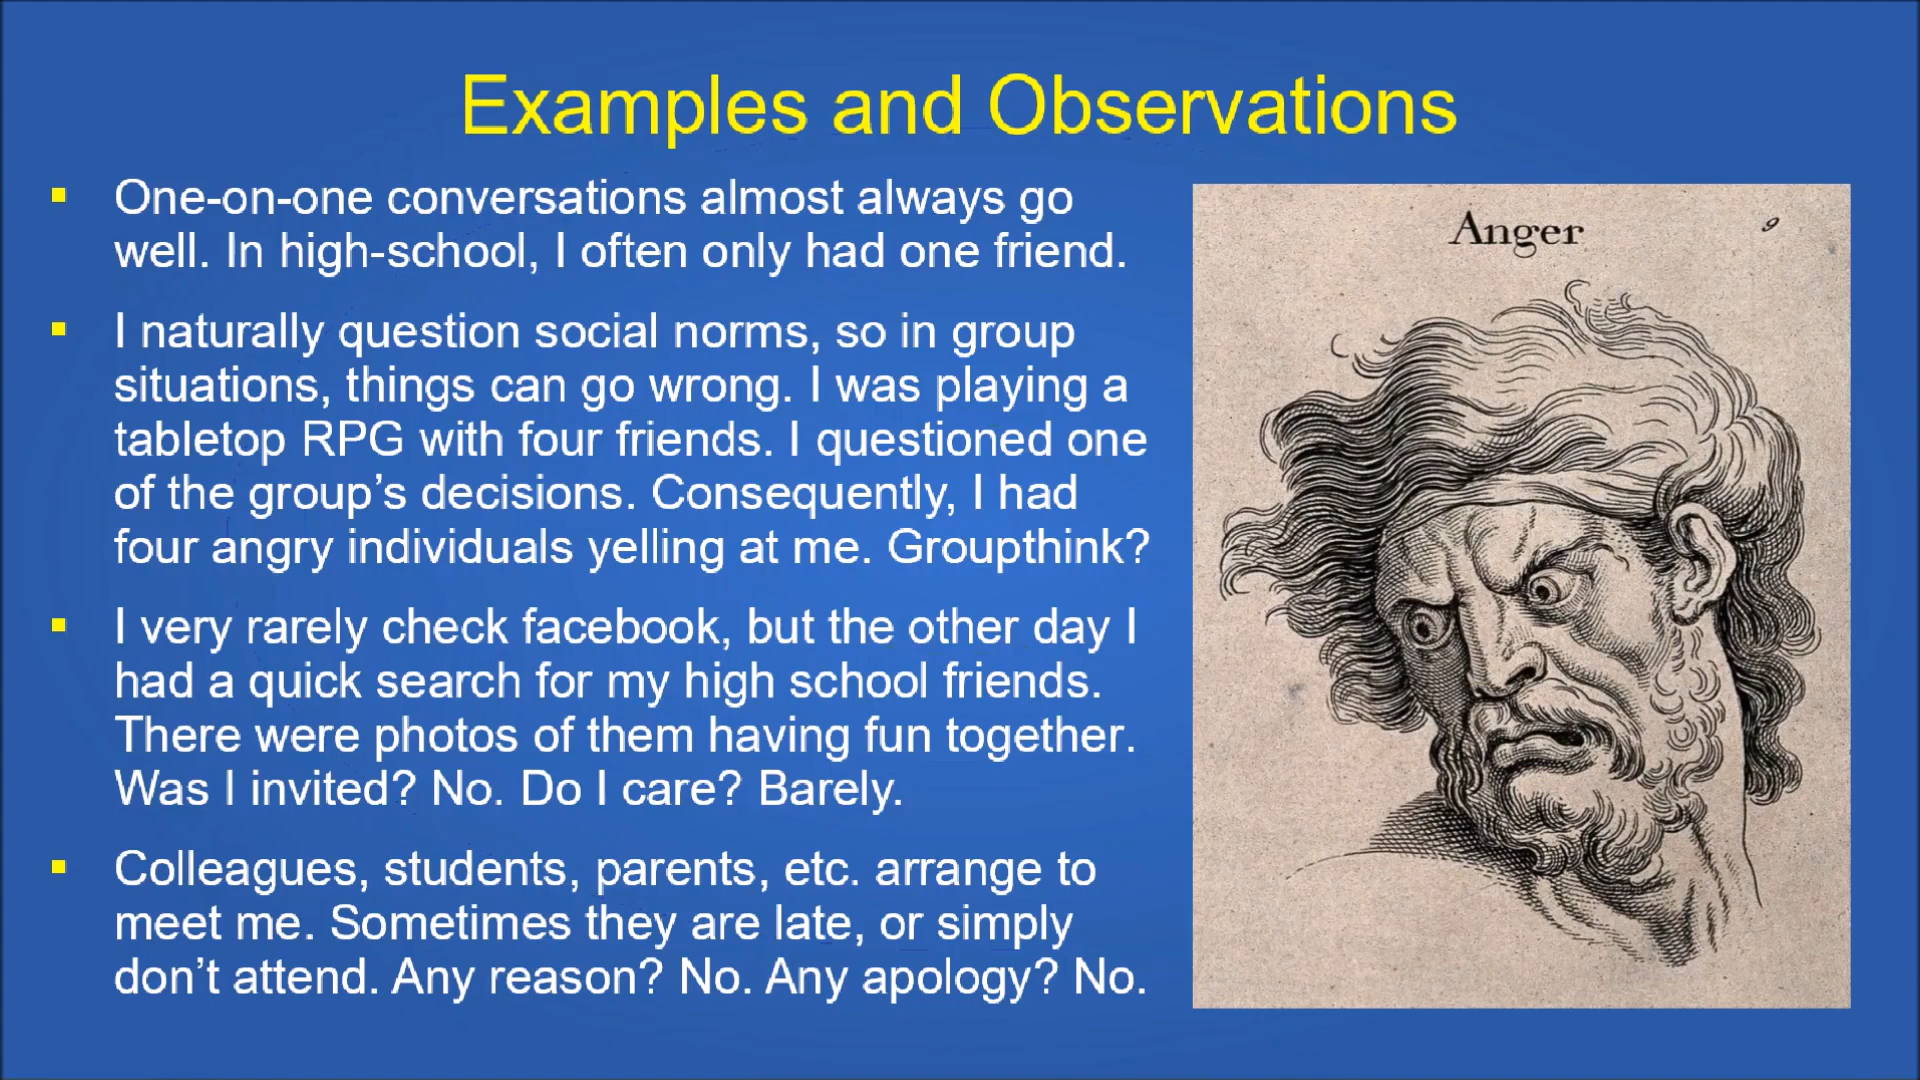 Examples and Observations
One-on-one conversations almost always go
well. In high-school, I often only had one friend.
I naturally question social norms, so in group
situations, things can go wrong. I was playing a
tabletop RPG with four friends. I questioned one
of the group’s decisions. Consequently, I had
four angry individuals yelling at me. Groupthink?
I very rarely check facebook, but the other day I
had a quick search for my high school friends.
There were photos of them having fun together.
Was I invited? No. Do I care? Barely.
Colleagues, students, parents, etc. arrange to
meet me. Sometimes they are late, or simply
don’t attend. Any reason? No. Any apology? No.
Anger
9